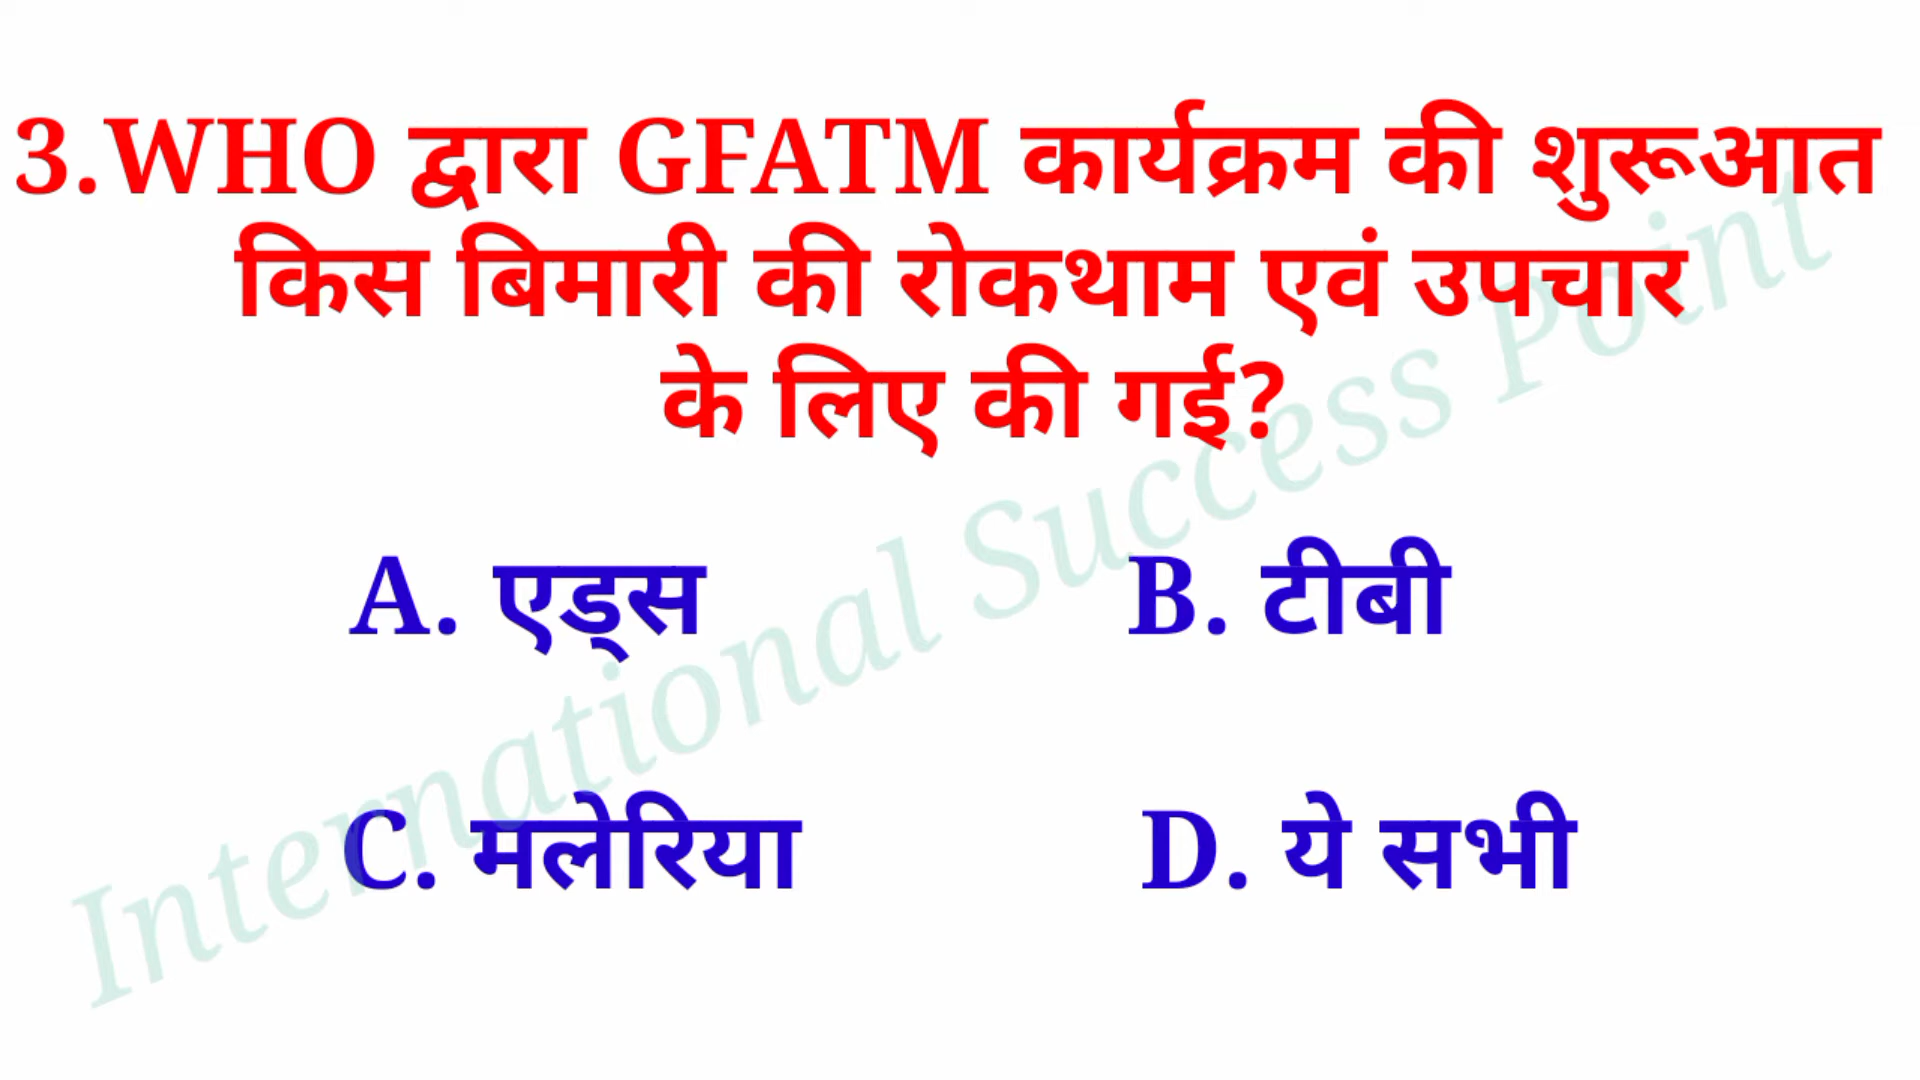 3.WHO द्वारा GFATM कार्यक्रम की शुरूआत
किस बिमारी की रोकथाम एवं उपचार
के लिए की गई?
A. एड्स B. टीबी
C. मलेरिया D. ये सभी
International Success Point